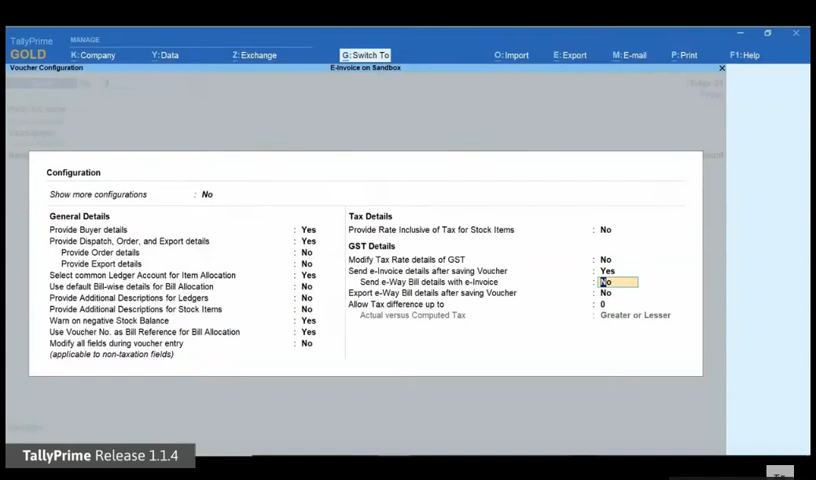 TallyPrime
GOLD
MANAGE
K: Company
Y: Data
Z: Exchange
G: Switch To
O: Import
E: Export
M: E-mail
P: Print
F1: Help
Voucher Configuration
E-Invoice on Sandbox
Configuration
Show more configurations : No
General Details
Provide Buyer details : Yes
Provide Dispatch, Order, and Export details : Yes
Provide Order details : No
Provide Export details : No
Select common Ledger Account for Item Allocation : Yes
Use default Bill-wise details for Bill Allocation : No
Provide Additional Descriptions for Ledgers : No
Provide Additional Descriptions for Stock Items : No
Warn on negative Stock Balance : Yes
Use Voucher No. as Bill Reference for Bill Allocation : Yes
Modify all fields during voucher entry : No
(applicable to non-taxation fields)
Tax Details
Provide Rate Inclusive of Tax for Stock Items : No
GST Details
Modify Tax Rate details of GST : No
Send e-Invoice details after saving Voucher : Yes
Send e-Way Bill details with e-Invoice : No
Export e-Way Bill details after saving Voucher : No
Allow Tax difference up to : 0
Actual versus Computed Tax : Greater or Lesser
TallyPrime Release 1.1.4